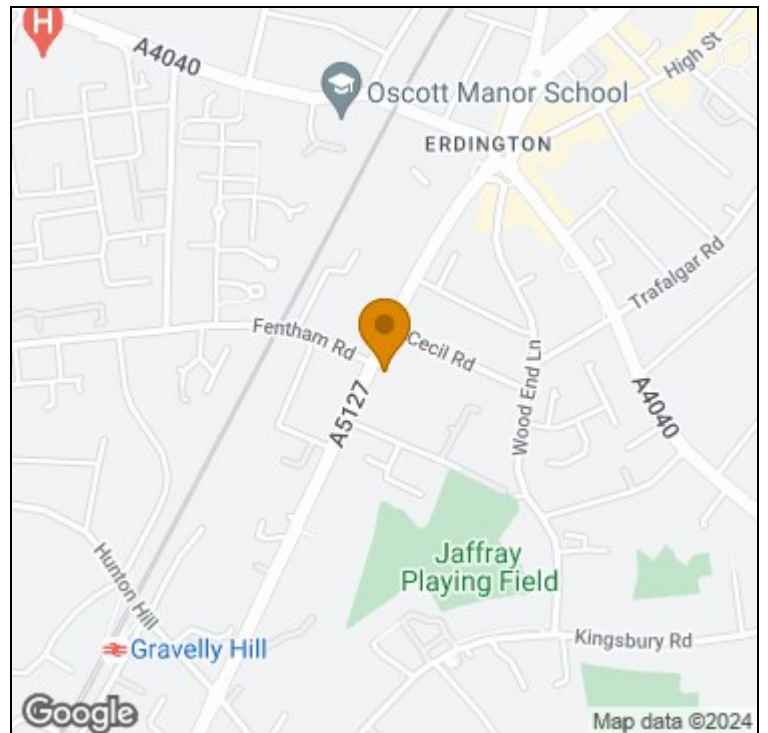 H
A4040
High St
Oscott Manor School
ERDINGTON
Trafalgar Rd
Fentham Rd
Cecil Rd
Wood End Ln
A5127
A4040
Jaffray
Playing Field
Hunton Hill
Gravelly Hill
Kingsbury Rd
Google
Map data ©2024